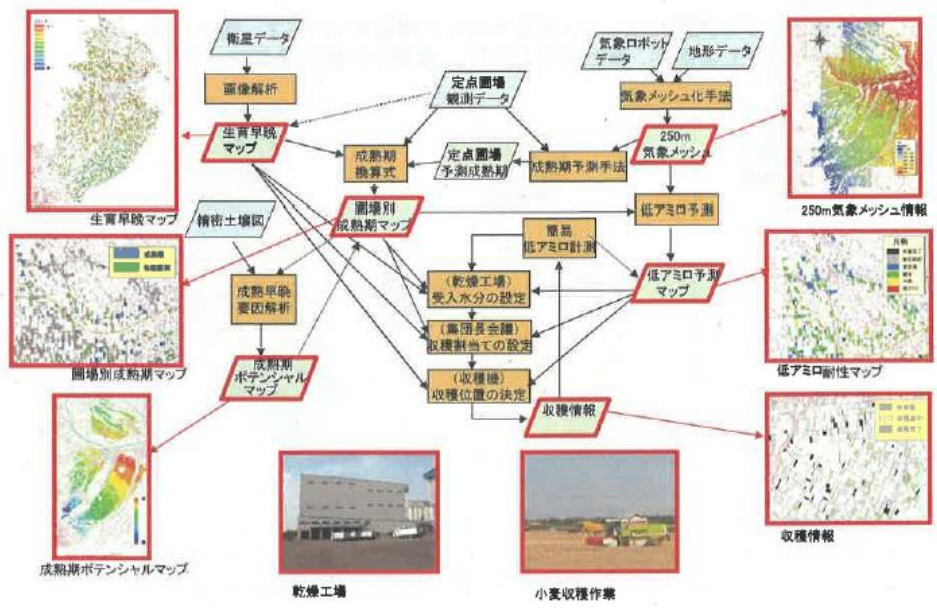 衛星データ
画像解析
生育早晩
マップ
定点圃場
観測データ
気象ロボット
データ
地形データ
気象メッシュ化手法
250m
気象メッシュ
成熟期
換算式
定点圃場
予測成熟期
成熟期予測手法
生育早晩マップ
精密土壌図
圃場別
成熟期マップ
低アミロ予測
250m気象メッシュ情報
簡易
低アミロ計測
成熟早晩
要因解析
(乾燥工場)
受入水分の設定
低アミロ予測
マップ
(集団長会議)
収穫割当ての設定
圃場別成熟期マップ
成熟期
ポテンシャル
マップ
(収穫機)
収穫位置の決定
低アミロ耐性マップ
収穫情報
収穫情報
成熟期ポテンシャルマップ
乾燥工場
小麦収穫作業